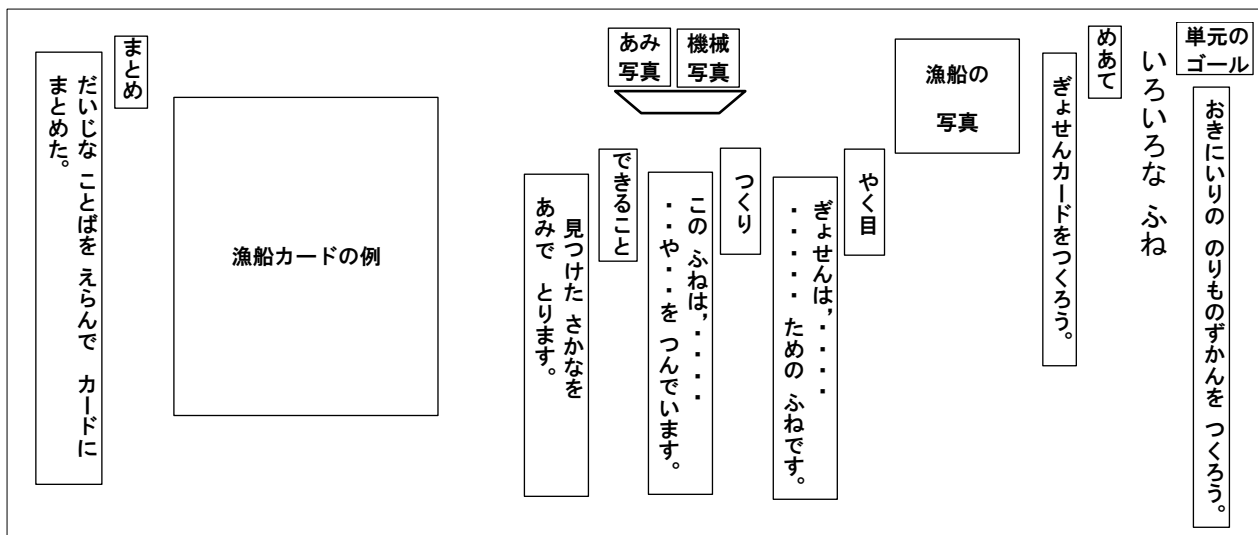 単元の
ゴール
おきにいりの のりものずかんを つくろう。
いろいろな ふね
めあて
ぎょせんカードをつくろう。
漁船の
写真
やく目
ぎょせんは,・・・・
・・・・・ ための ふねです。
つくり
この ふねは,・・・・
・・や・・を つんでいます。
機械
写真
あみ
写真
できること
見つけた さかなを
あみで とります。
漁船カードの例
まとめ
だいじな ことばを えらんで カードに
まとめた。